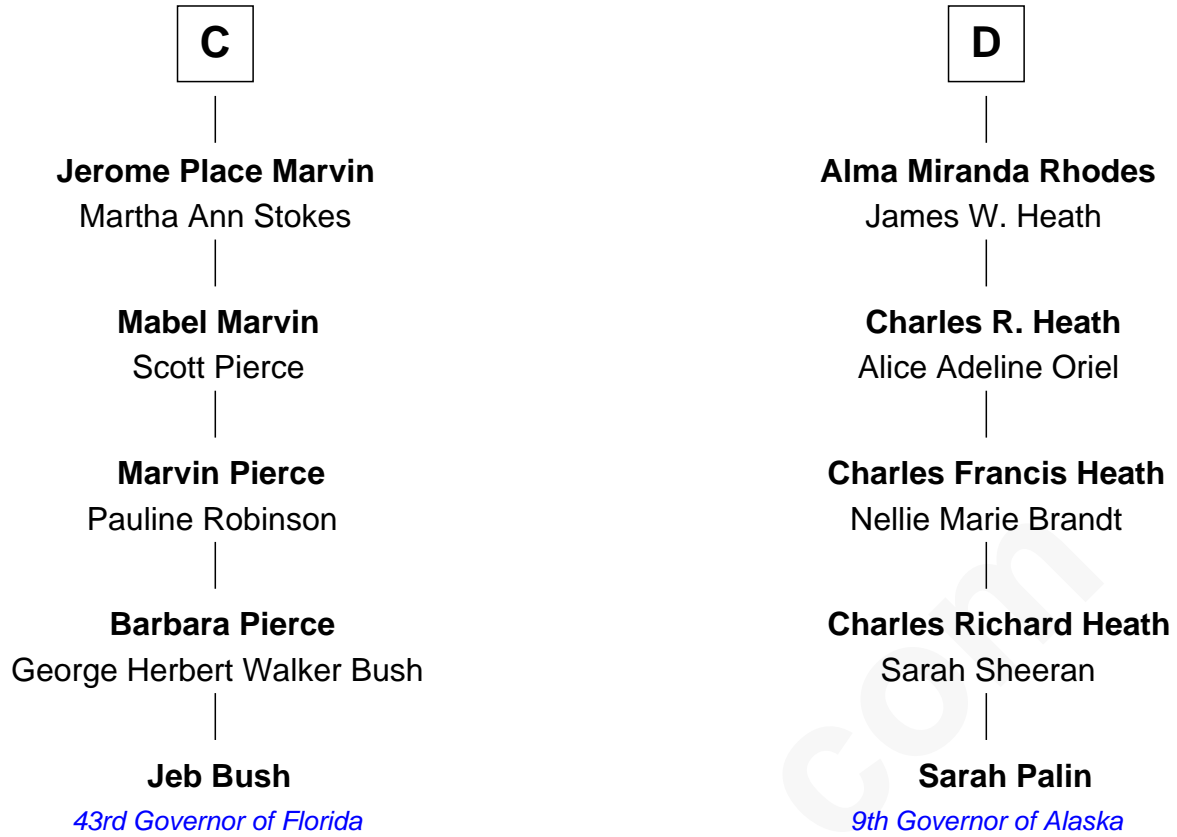 C
Jerome Place Marvin
Martha Ann Stokes
Mabel Marvin
Scott Pierce
Marvin Pierce
Pauline Robinson
Barbara Pierce
George Herbert Walker Bush
Jeb Bush
43rd Governor of Florida
D
Alma Miranda Rhodes
James W. Heath
Charles R. Heath
Alice Adeline Oriel
Charles Francis Heath
Nellie Marie Brandt
Charles Richard Heath
Sarah Sheeran
Sarah Palin
9th Governor of Alaska
com